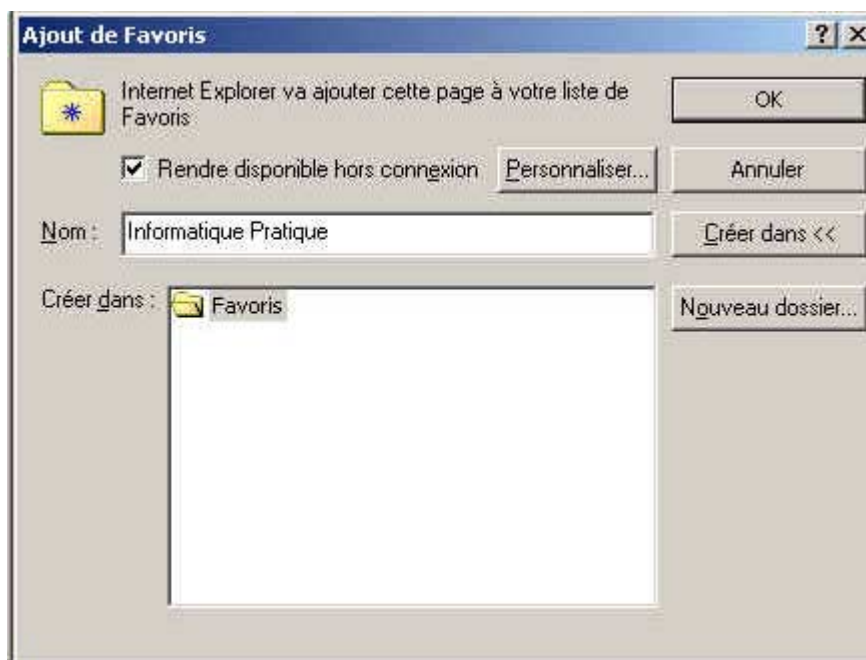 Ajout de Favoris
Internet Explorer va ajouter cette page à votre liste de
Favoris
OK
Rendre disponible hors connexion
Personnaliser...
Annuler
Nom :
Informatique Pratique
Créer dans <<
Créer dans :
Favoris
Nouveau dossier...